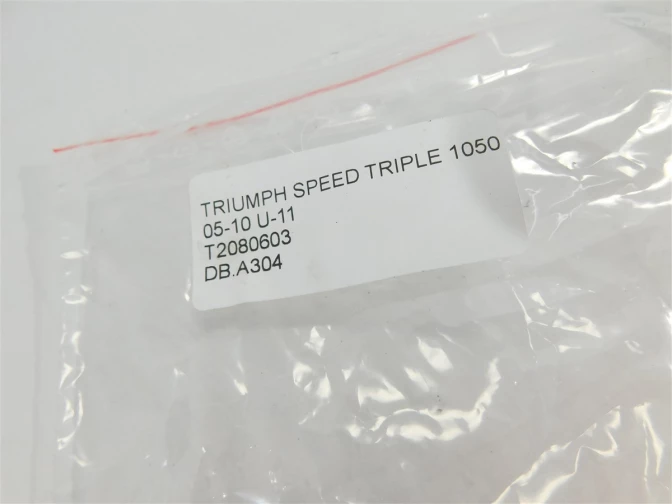 TRIUMPH SPEED TRIPLE 1050
05-10 U-11
T2080603
DB.A304